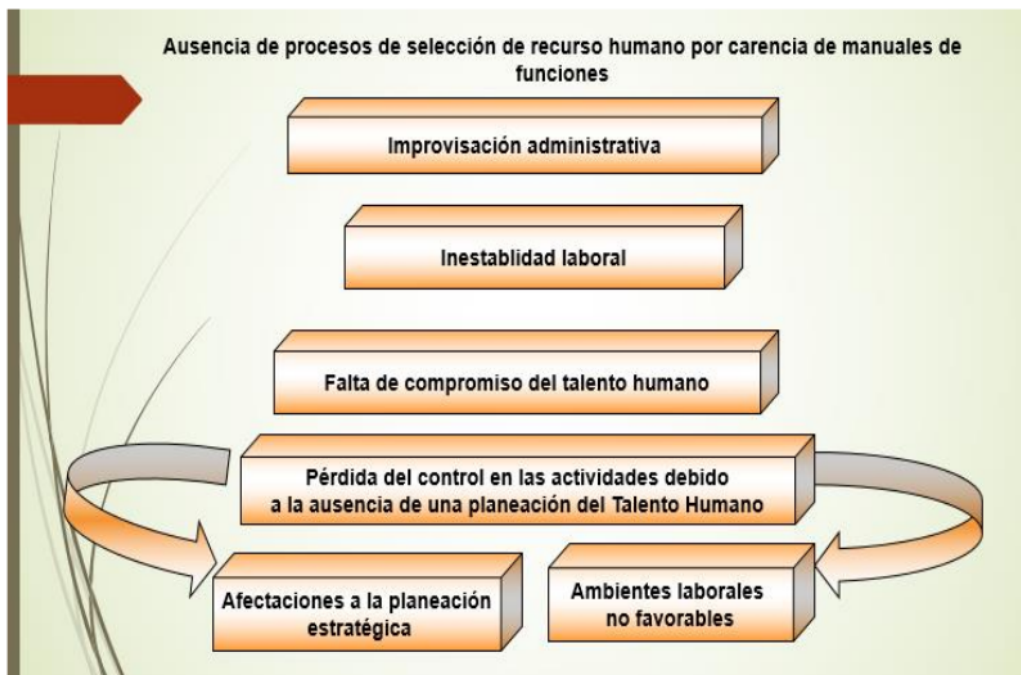 Ausencia de procesos de selección de recurso humano por carencia de manuales de
funciones
Improvisación administrativa
Inestablidad laboral
Falta de compromiso del talento humano
Pérdida del control en las actividades debido
a la ausencia de una planeación del Talento Humano
Afectaciones a la planeación
estratégica
Ambientes laborales
no favorables